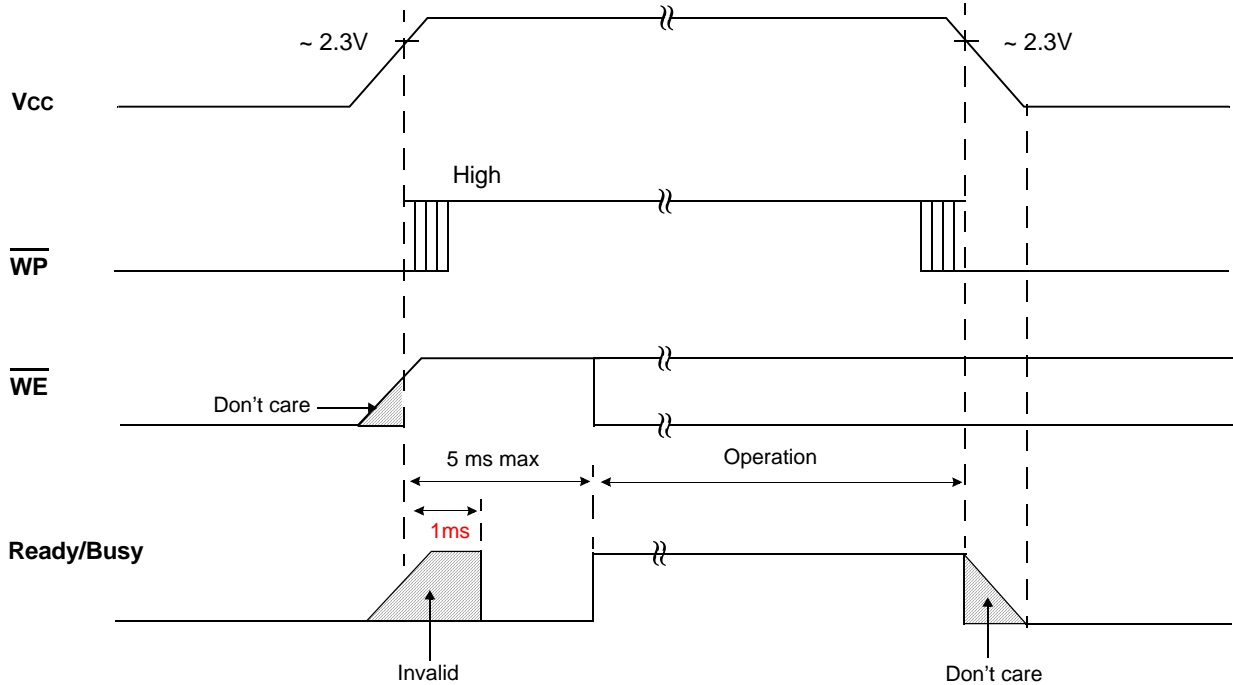 ~ 2.3V
~ 2.3V
Vcc
High
WP
WE
Don't care
5 ms max
Operation
1ms
Ready/Busy
Invalid
Don't care